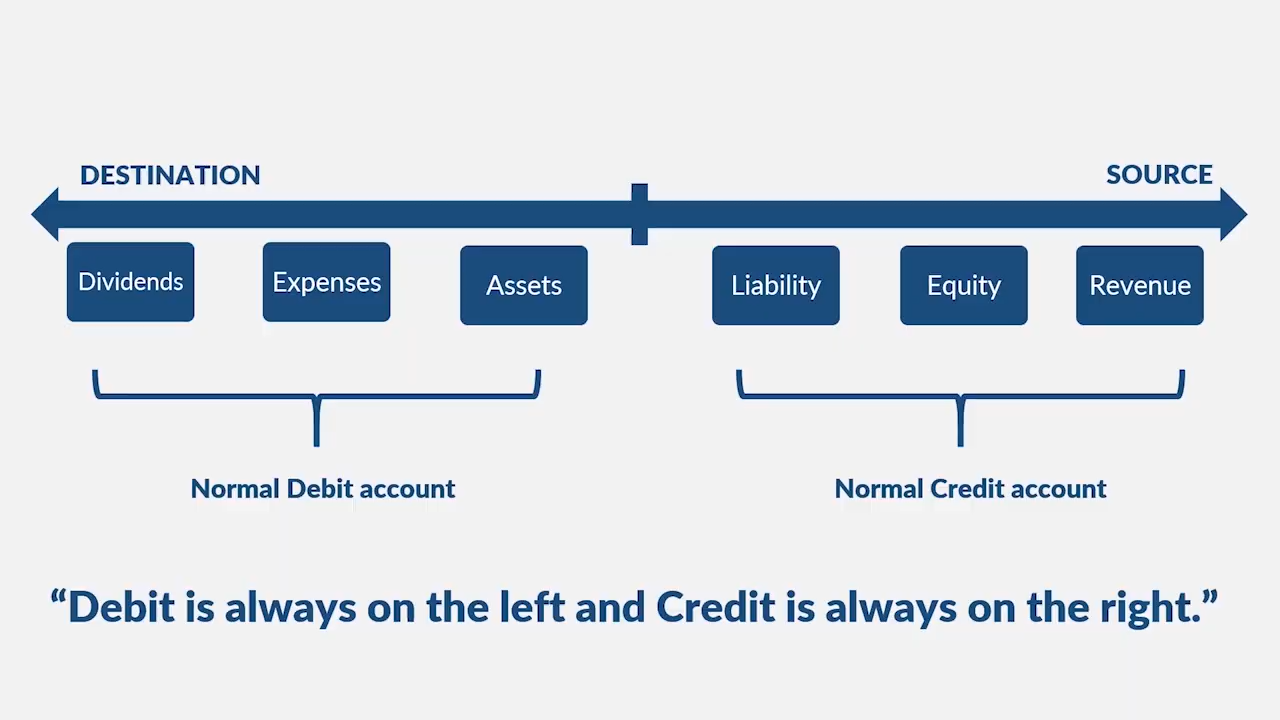 DESTINATION
SOURCE
Dividends
Expenses
Assets
Liability
Equity
Revenue
Normal Debit account
Normal Credit account
“Debit is always on the left and Credit is always on the right.”